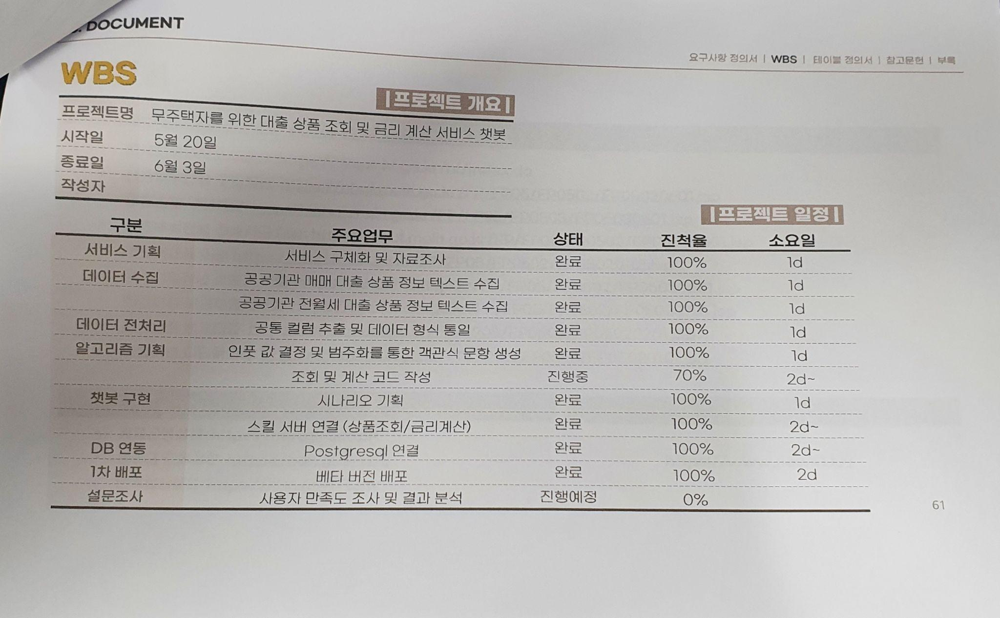 DOCUMENT
요구사항 정의서 | WBS | 테이블 정의서 | 참고문헌 | 부록
WBS
|프로젝트 개요|
프로젝트명 무주택자를 위한 대출 상품 조회 및 금리 계산 서비스 챗봇
시작일 5월 20일
종료일 6월 3일
작성자
|프로젝트 일정|
구분 주요업무 상태 진척율 소요일
서비스 기획 서비스 구체화 및 자료조사 완료 100% 1d
데이터 수집 공공기관 매매 대출 상품 정보 텍스트 수집 완료 100% 1d
공공기관 전월세 대출 상품 정보 텍스트 수집 완료 100% 1d
데이터 전처리 공통 컬럼 추출 및 데이터 형식 통일 완료 100% 1d
알고리즘 기획 인풋 값 결정 및 범주화를 통한 객관식 문항 생성 완료 100% 1d
조회 및 계산 코드 작성 진행중 70% 2d~
챗봇 구현 시나리오 기획 완료 100% 1d
스킬 서버 연결 (상품조회/금리계산) 완료 100% 2d~
DB 연동 Postgresql 연결 완료 100% 2d~
1차 배포 베타 버전 배포 완료 100% 2d
설문조사 사용자 만족도 조사 및 결과 분석 진행예정 0%
61